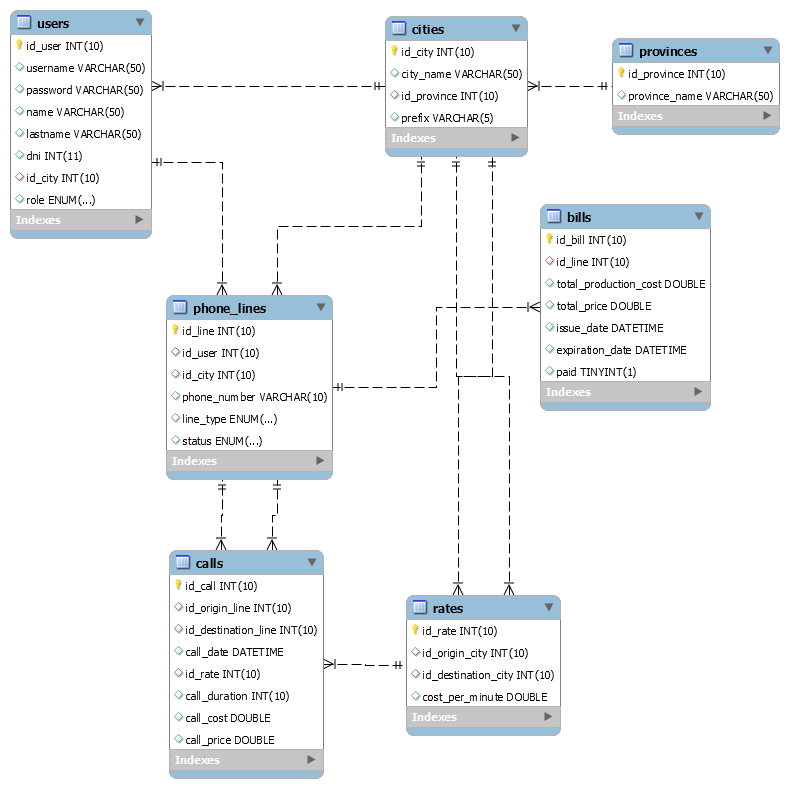 users
id_user INT(10)
username VARCHAR(50)
password VARCHAR(50)
name VARCHAR(50)
lastname VARCHAR(50)
dni INT(11)
id_city INT(10)
role ENUM(...)
Indexes
cities
id_city INT(10)
city_name VARCHAR(50)
id_province INT(10)
prefix VARCHAR(5)
Indexes
provinces
id_province INT(10)
province_name VARCHAR(50)
Indexes
bills
id_bill INT(10)
id_line INT(10)
total_production_cost DOUBLE
total_price DOUBLE
issue_date DATETIME
expiration_date DATETIME
paid TINYINT(1)
Indexes
phone_lines
id_line INT(10)
id_user INT(10)
id_city INT(10)
phone_number VARCHAR(10)
line_type ENUM(...)
status ENUM(...)
Indexes
calls
id_call INT(10)
id_origin_line INT(10)
id_destination_line INT(10)
call_date DATETIME
id_rate INT(10)
call_duration INT(10)
call_cost DOUBLE
call_price DOUBLE
Indexes
rates
id_rate INT(10)
id_origin_city INT(10)
id_destination_city INT(10)
cost_per_minute DOUBLE
Indexes